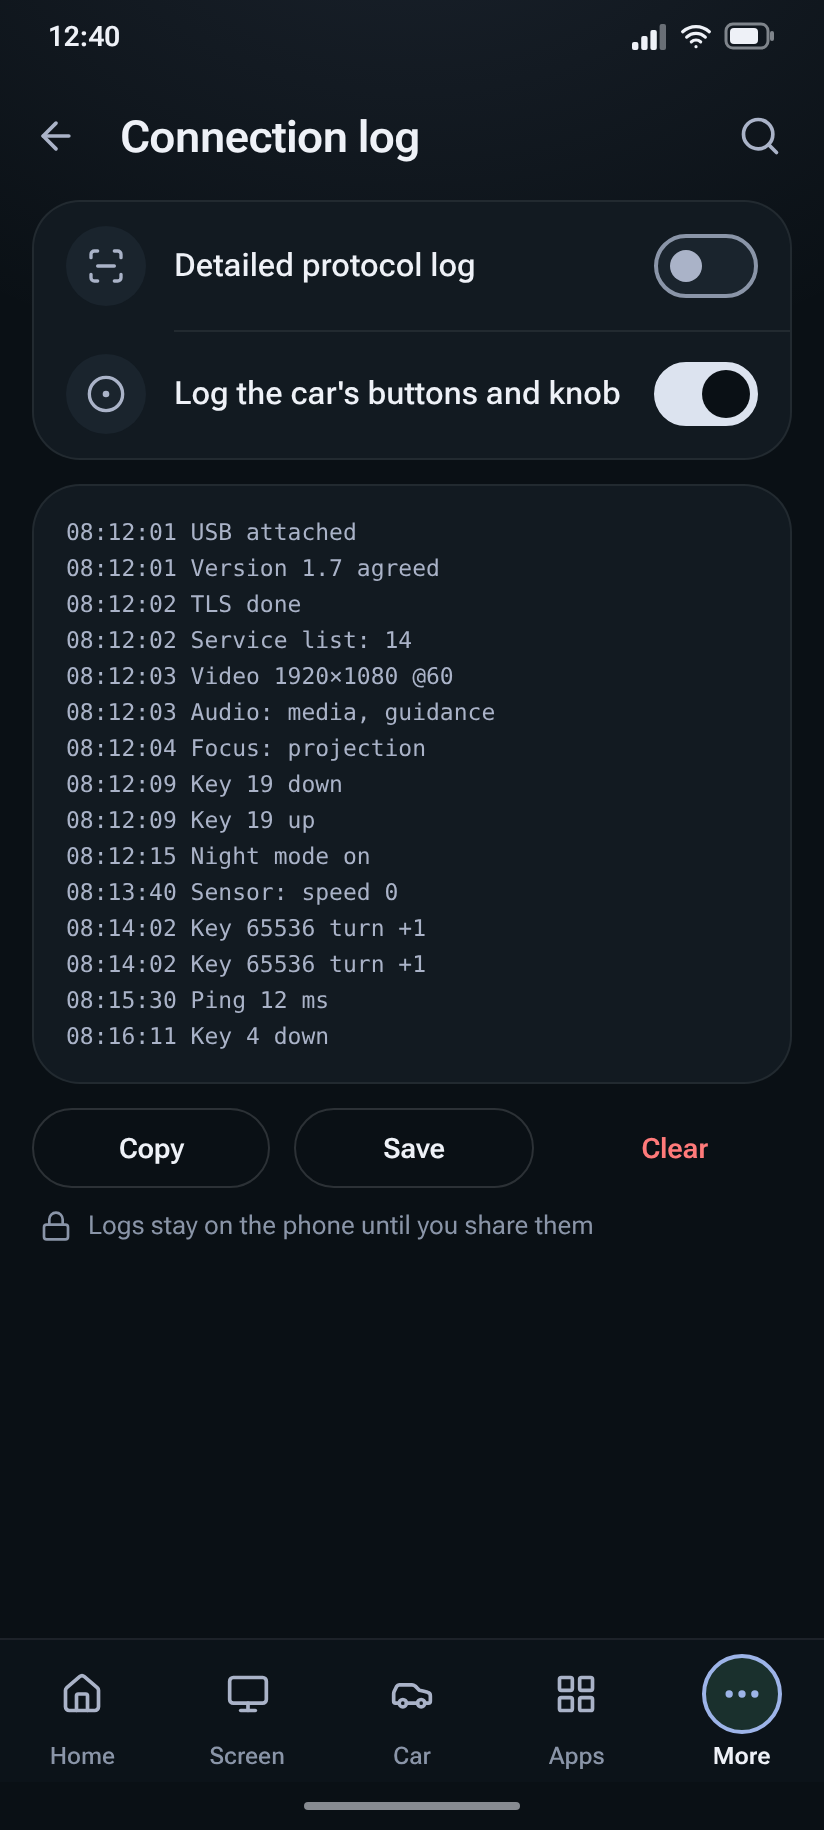 12:40
Connection log
Detailed protocol log
Log the car's buttons and knob
08:12:01 USB attached
08:12:01 Version 1.7 agreed
08:12:02 TLS done
08:12:02 Service list: 14
08:12:03 Video 1920×1080 @60
08:12:03 Audio: media, guidance
08:12:04 Focus: projection
08:12:09 Key 19 down
08:12:09 Key 19 up
08:12:15 Night mode on
08:13:40 Sensor: speed 0
08:14:02 Key 65536 turn +1
08:14:02 Key 65536 turn +1
08:15:30 Ping 12 ms
08:16:11 Key 4 down
Copy Save Clear
Logs stay on the phone until you share them
Home Screen Car Apps More